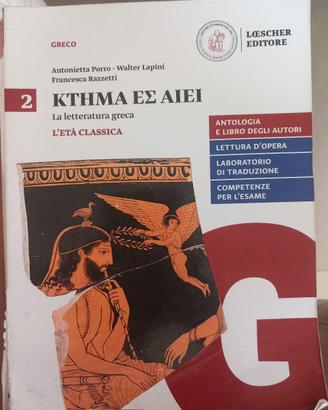 GRECO
LŒSCHER
EDITORE
Antonietta Porro - Walter Lapini
Francesca Razzetti
2
ΚΤΗΜΑ ΕΣ ΑΙΕΙ
La letteratura greca
L'ETÀ CLASSICA
ANTOLOGIA
E LIBRO DEGLI AUTORI
LETTURA D'OPERA
LABORATORIO
DI TRADUZIONE
COMPETENZE
PER L'ESAME
G